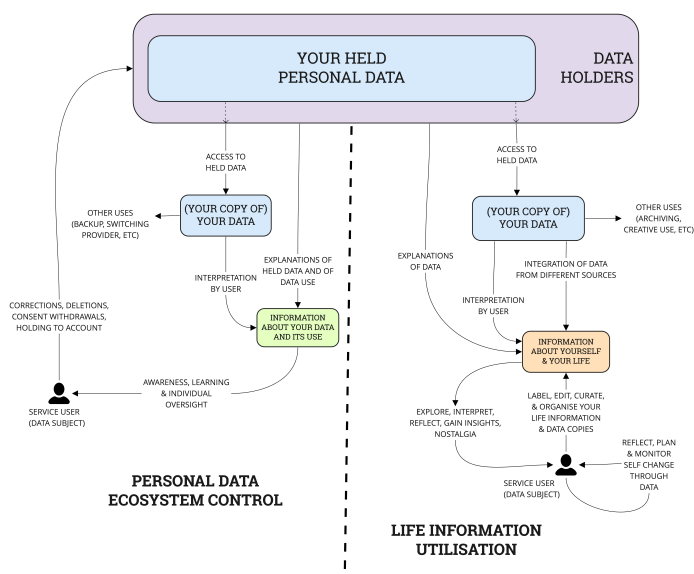 YOUR HELD
PERSONAL DATA
DATA
HOLDERS
ACCESS TO
HELD DATA
(YOUR COPY OF)
YOUR DATA
OTHER USES
(BACKUP, SWITCHING
PROVIDER, ETC)
EXPLANATIONS OF
HELD DATA AND OF
DATA USE
INTERPRETATION
BY USER
INFORMATION
ABOUT YOUR DATA
AND ITS USE
CORRECTIONS, DELETIONS,
CONSENT WITHDRAWALS,
HOLDING TO ACCOUNT
AWARENESS, LEARNING
& INDIVIDUAL
OVERSIGHT
SERVICE USER
(DATA SUBJECT)
PERSONAL DATA
ECOSYSTEM CONTROL
ACCESS TO
HELD DATA
(YOUR COPY OF)
YOUR DATA
OTHER USES
(ARCHIVING,
CREATIVE USE, ETC)
EXPLANATIONS
OF DATA
INTEGRATION OF DATA
FROM DIFFERENT SOURCES
INTERPRETATION
BY USER
INFORMATION
ABOUT YOURSELF
& YOUR LIFE
EXPLORE, INTERPRET,
REFLECT, GAIN INSIGHTS,
NOSTALGIA
LABEL, EDIT, CURATE,
& ORGANISE YOUR
LIFE INFORMATION
& DATA COPIES
REFLECT, PLAN
& MONITOR
SELF CHANGE
THROUGH
DATA
SERVICE USER
(DATA SUBJECT)
LIFE INFORMATION
UTILISATION